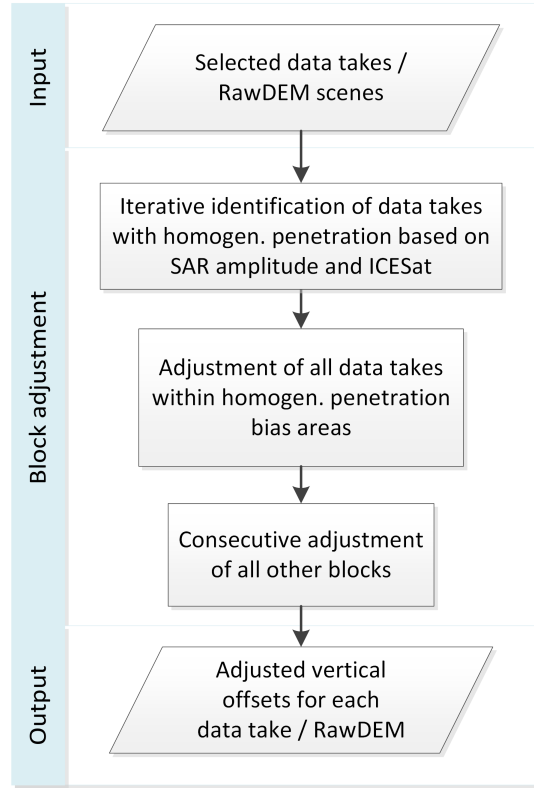 Input
Selected data takes /
RawDEM scenes
Block adjustment
Iterative identification of data takes
with homogen. penetration based on
SAR amplitude and ICESat
Adjustment of all data takes
within homogen. penetration
bias areas
Consecutive adjustment
of all other blocks
Output
Adjusted vertical
offsets for each
data take / RawDEM